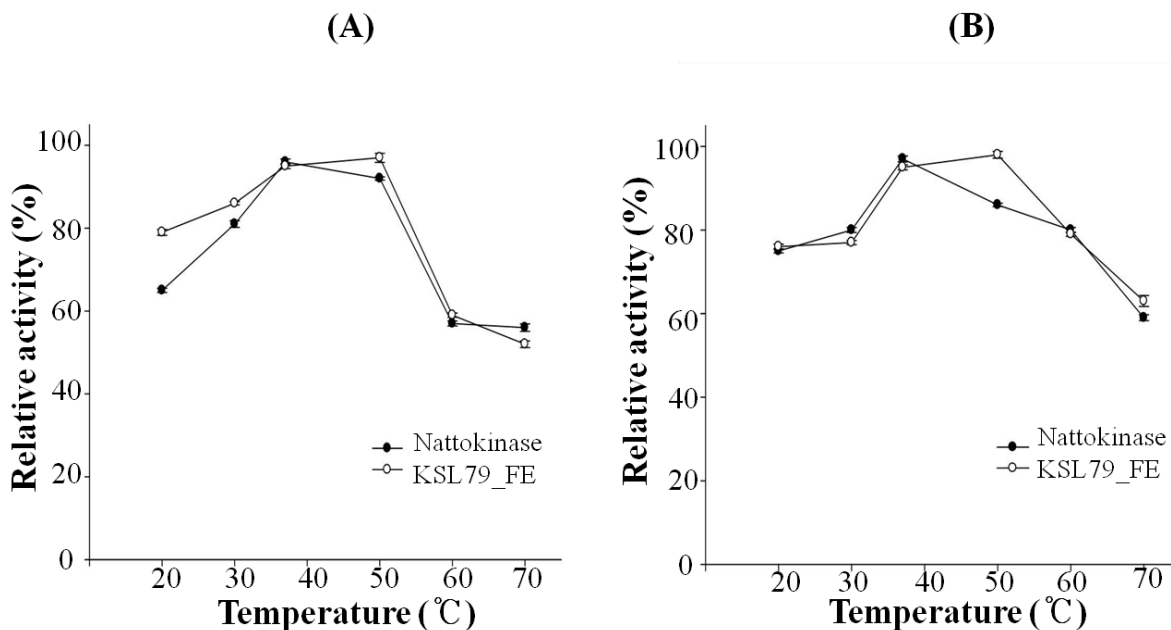 (A)
Relative activity (%)
100
80
60
40
20
0
Nattokinase
KSL79_FE
20 30 40 50 60 70
Temperature (℃)
(B)
Relative activity (%)
100
80
60
40
20
0
Nattokinase
KSL79_FE
20 30 40 50 60 70
Temperature (℃)